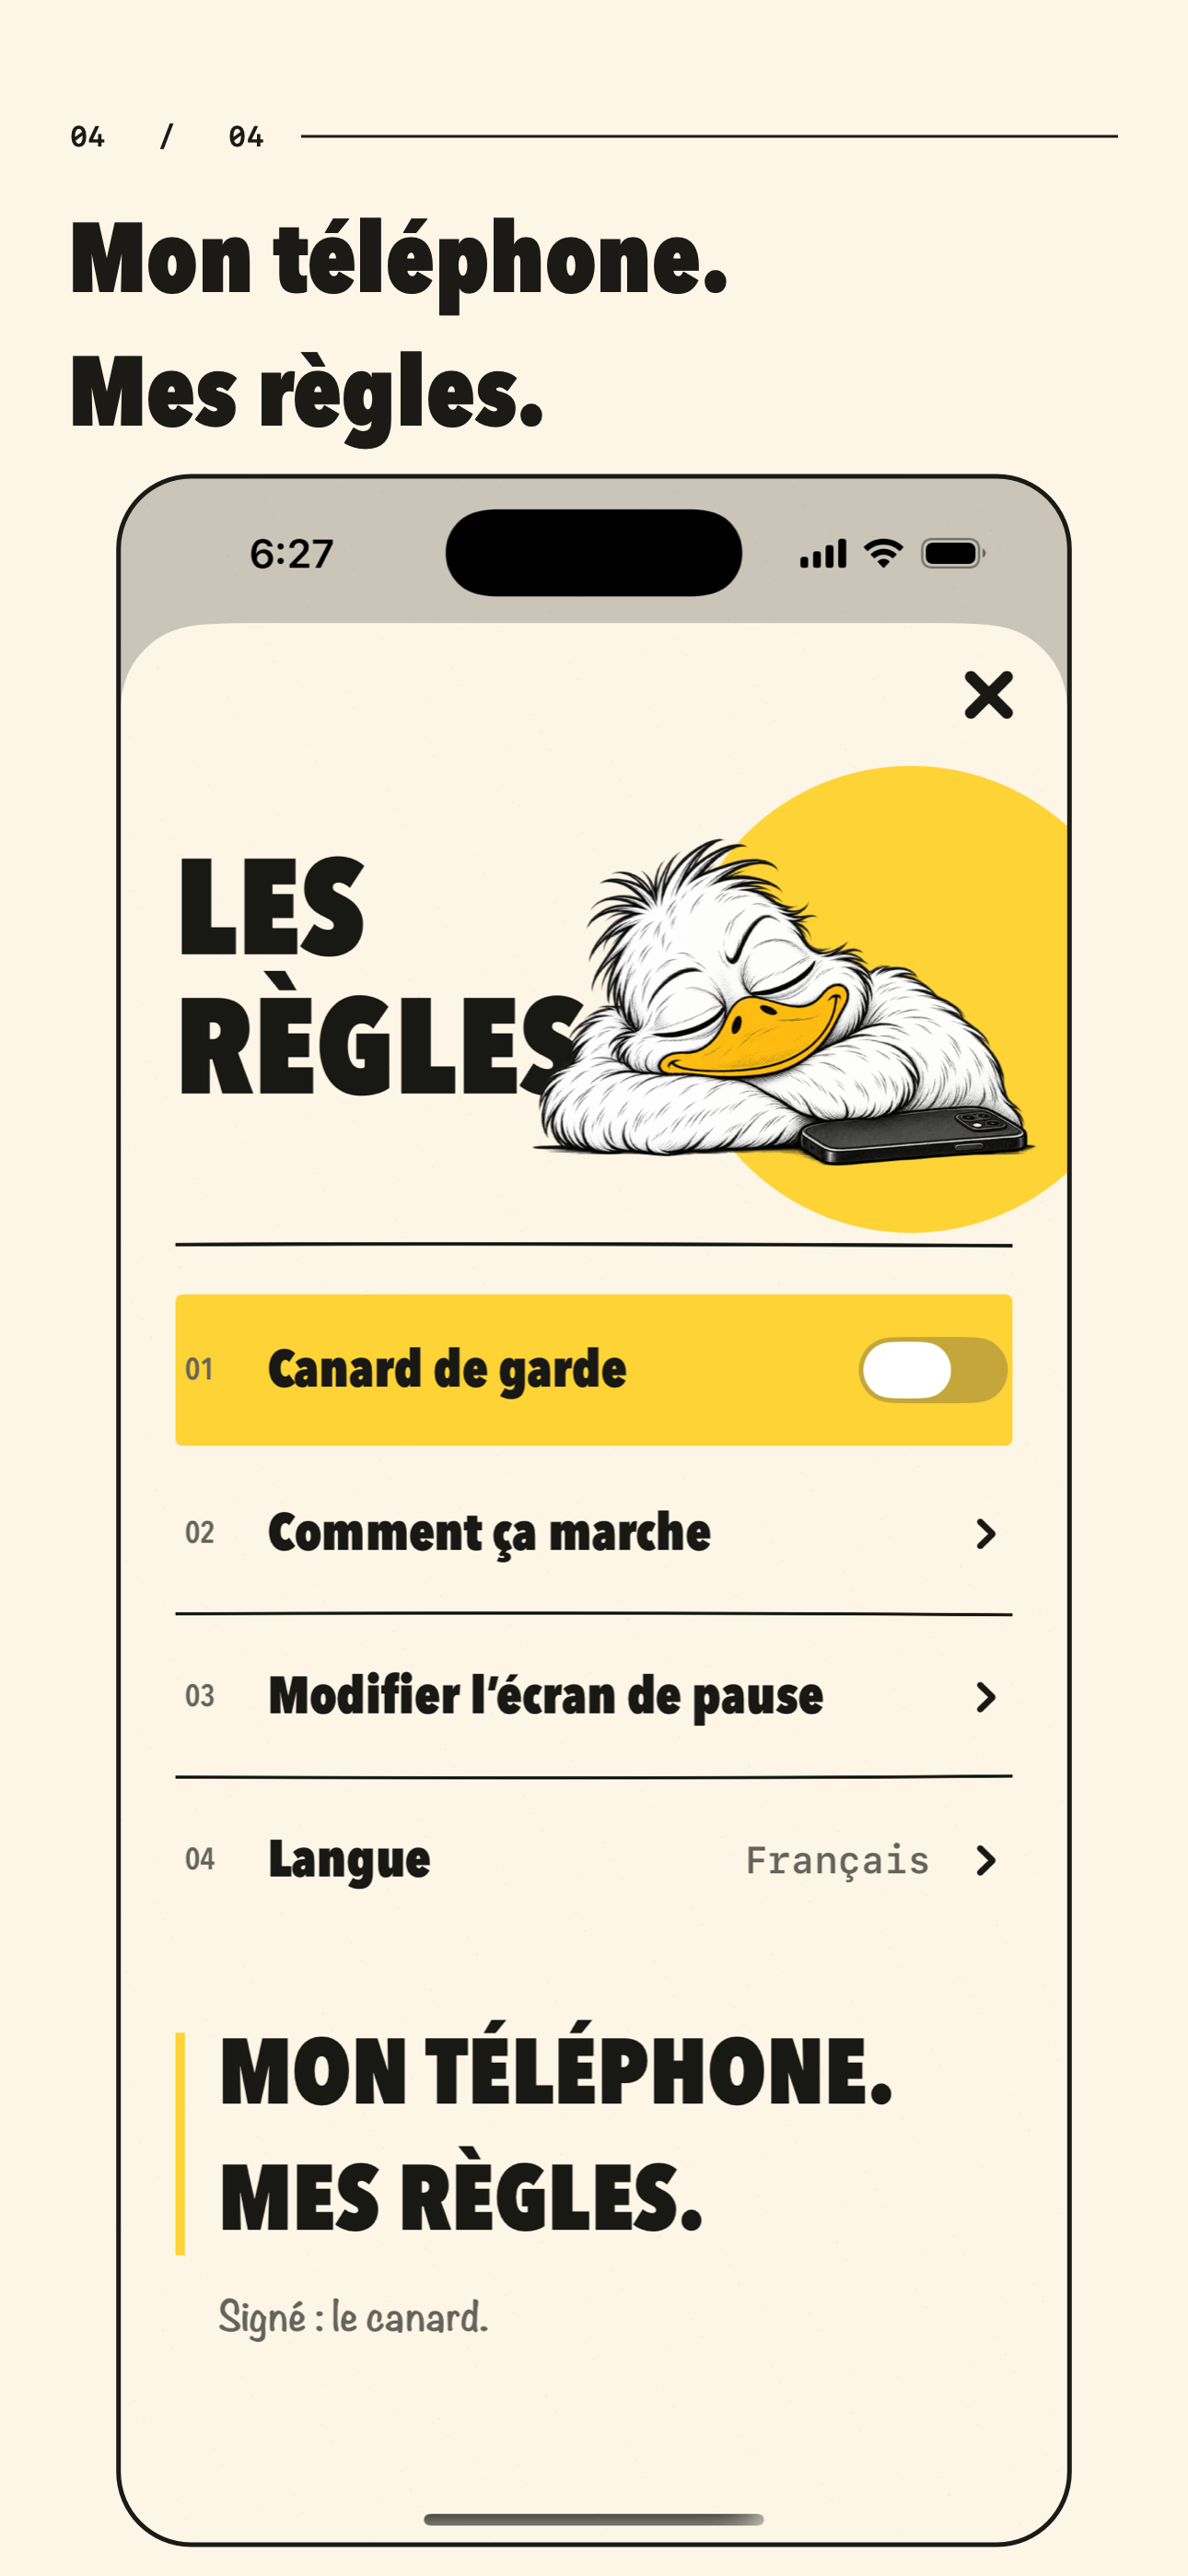 04 / 04
Mon téléphone.
Mes règles.
6:27
LES
RÈGLES
01 Canard de garde
02 Comment ça marche
03 Modifier l’écran de pause
04 Langue Français
MON TÉLÉPHONE.
MES RÈGLES.
Signé : le canard.